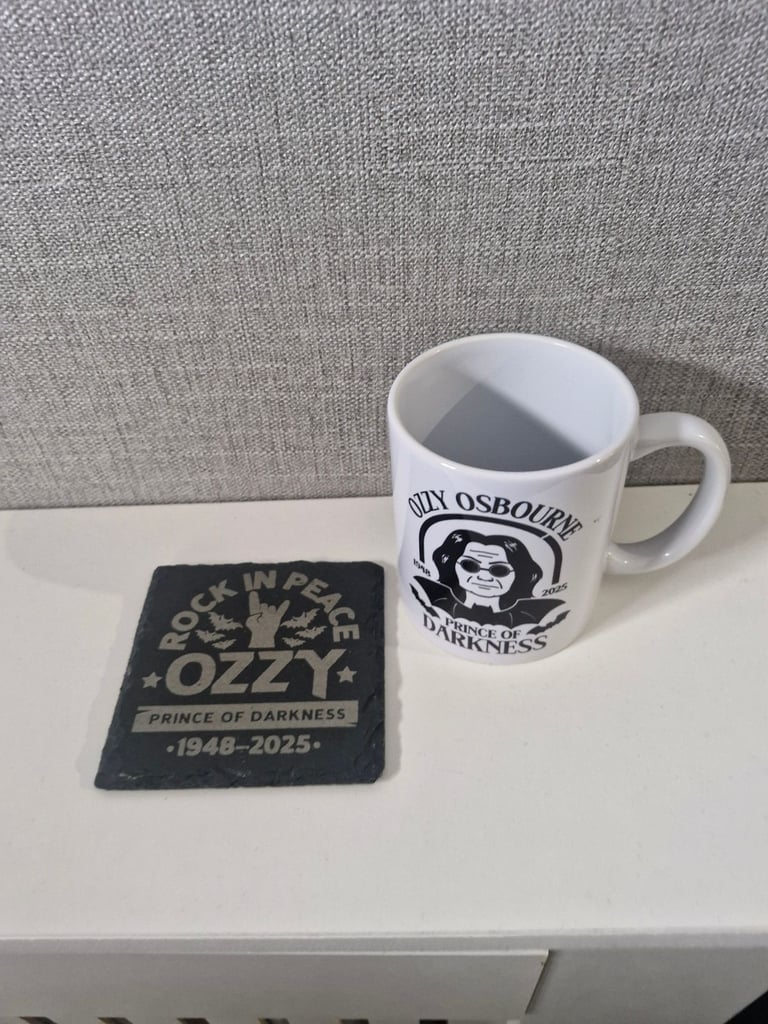 ROCK IN PEACE
OZZY
PRINCE OF DARKNESS
·1948–2025·
OZZY OSBOURNE
1948
2025
PRINCE OF
DARKNESS